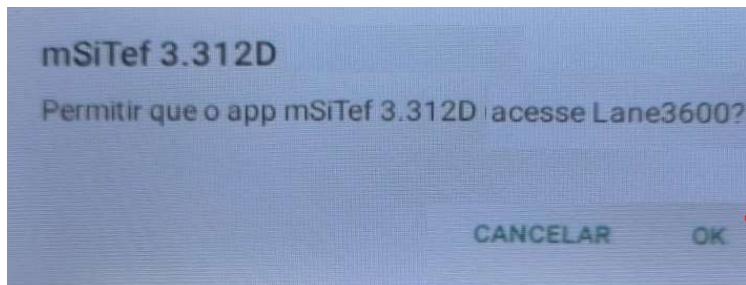 mSiTef 3.312D
Permitir que o app mSiTef 3.312D acesse Lane3600?
CANCELAR OK